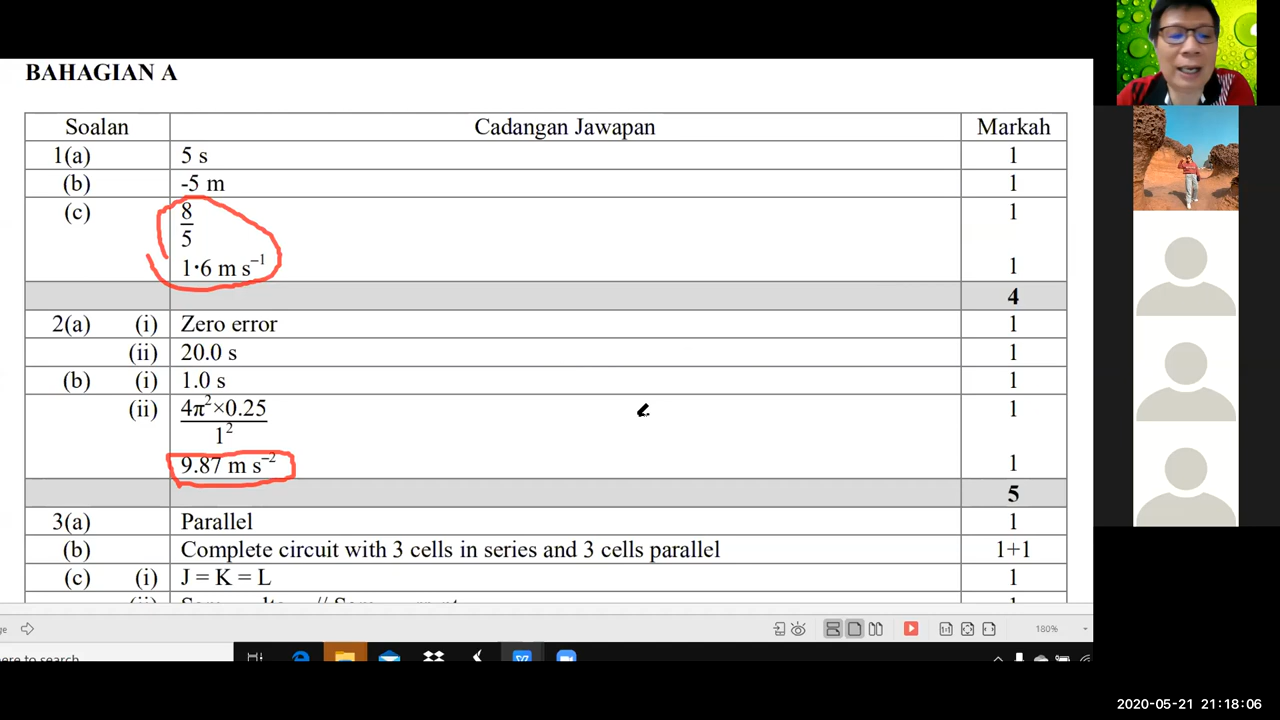 BAHAGIAN A
Soalan Cadangan Jawapan Markah
1(a) 5 s 1
(b) -5 m 1
(c) 8/5 1
1·6 m s⁻¹ 1
4
2(a) (i) Zero error 1
(ii) 20.0 s 1
(b) (i) 1.0 s 1
(ii) 4π²×0.25/1² 1
9.87 m s⁻² 1
5
3(a) Parallel 1
(b) Complete circuit with 3 cells in series and 3 cells parallel 1+1
(c) (i) J = K = L 1
180%
here to search
2020-05-21 21:18:06